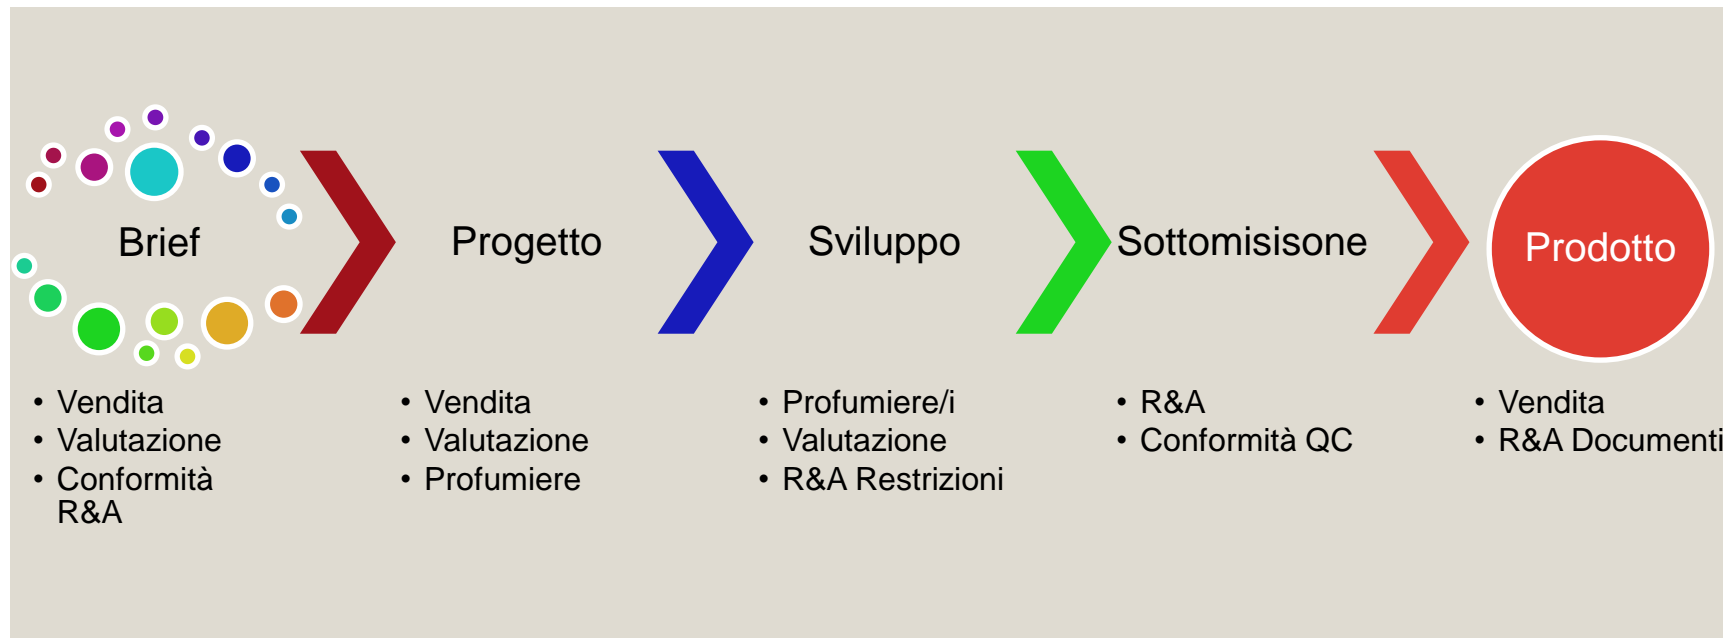 Brief
Progetto
Sviluppo
Sottomisisone
Prodotto
• Vendita
• Valutazione
• Conformità
R&A
• Vendita
• Valutazione
• Profumiere
• Profumiere/i
• Valutazione
• R&A Restrizioni
• R&A
• Conformità QC
• Vendita
• R&A Documenti